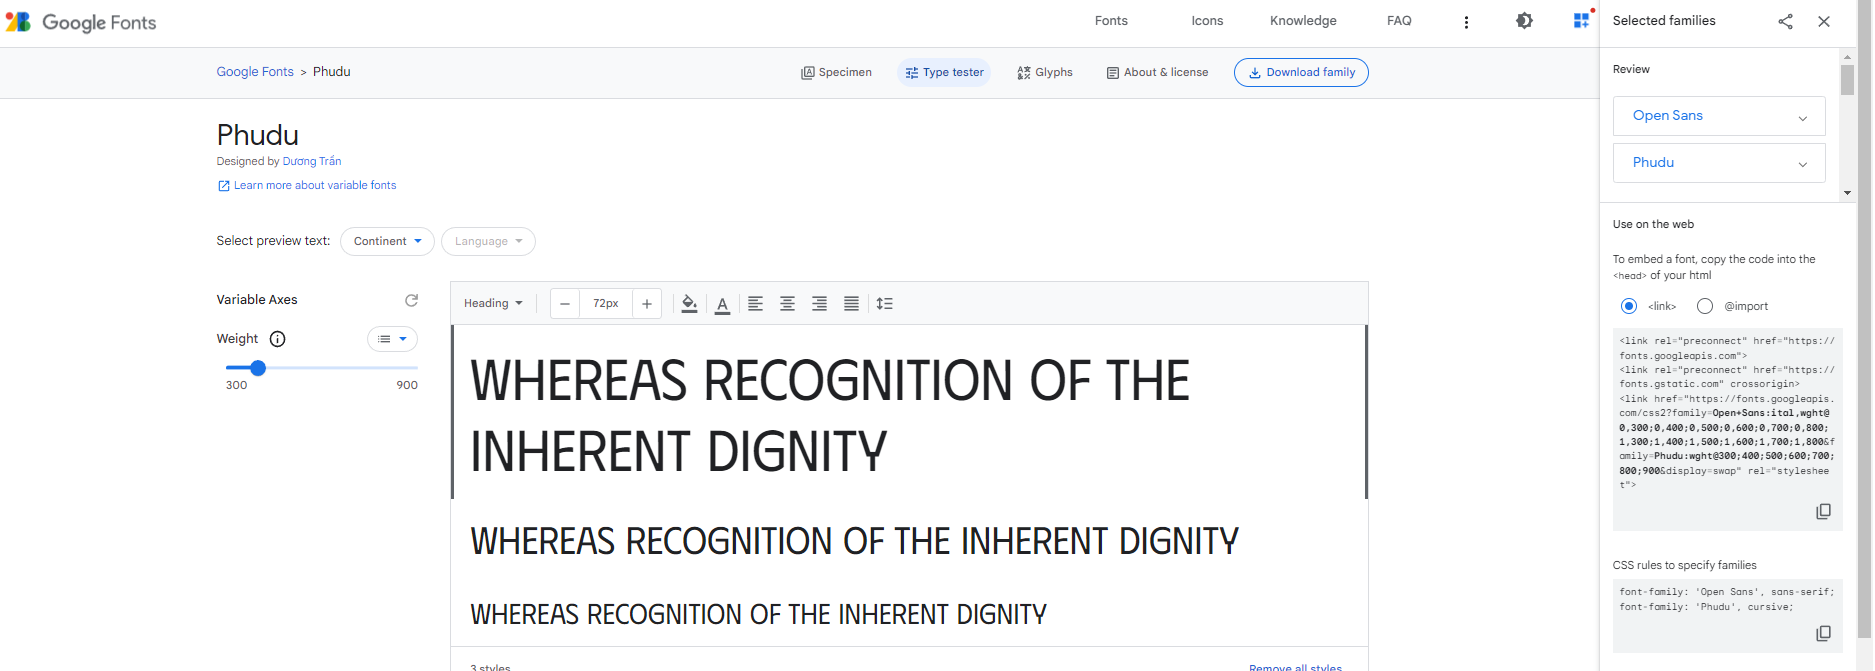 Google Fonts
Fonts
Icons
Knowledge
FAQ
Selected families
Google Fonts > Phudu
Specimen
Type tester
Glyphs
About & license
Download family
Review
Open Sans
Phudu
Phudu
Designed by Dương Trần
Learn more about variable fonts
Select preview text:
Continent
Language
Variable Axes
Weight
300
900
Heading
72px
WHEREAS RECOGNITION OF THE
INHERENT DIGNITY
WHEREAS RECOGNITION OF THE INHERENT DIGNITY
WHEREAS RECOGNITION OF THE INHERENT DIGNITY
3 styles
Remove all styles
Use on the web
To embed a font, copy the code into the
<head> of your html
<link>
@import
<link rel="preconnect" href="https://
fonts.googleapis.com">
<link rel="preconnect" href="https://
fonts.gstatic.com" crossorigin>
<link href="https://fonts.googleapis.
com/css2?family=Open+Sans:ital,wght@
0,300;0,400;0,500;0,600;0,700;0,800;
1,300;1,400;1,500;1,600;1,700;1,800&f
amily=Phudu:wght@300;400;500;600;700;
800;900&display=swap" rel="styleshee
t">
CSS rules to specify families
font-family: 'Open Sans', sans-serif;
font-family: 'Phudu', cursive;